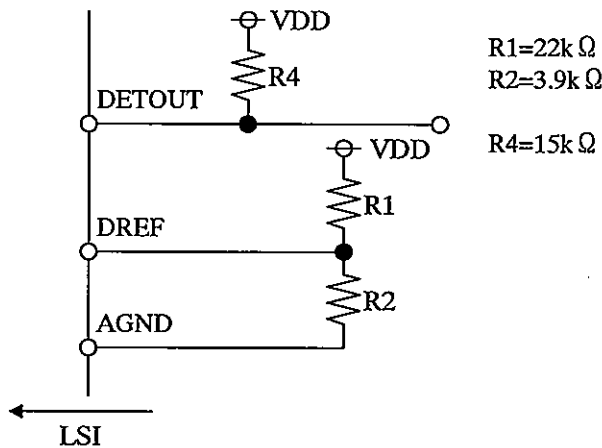 VDD
R1=22kΩ
R2=3.9kΩ
R4
DETOUT
R4=15kΩ
VDD
R1
DREF
R2
AGND
LSI